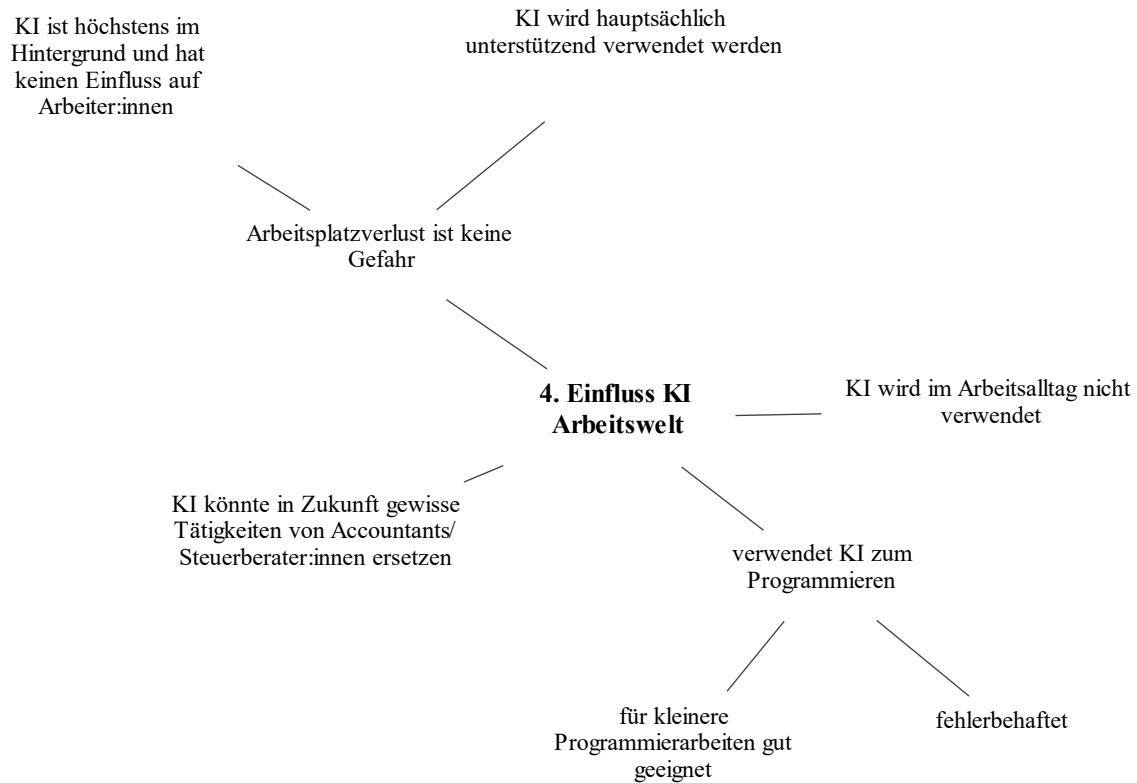 KI ist höchstens im
Hintergrund und hat
keinen Einfluss auf
Arbeiter:innen
KI wird hauptsächlich
unterstützend verwendet werden
Arbeitsplatzverlust ist keine
Gefahr
4. Einfluss KI
Arbeitswelt
KI wird im Arbeitsalltag nicht
verwendet
KI könnte in Zukunft gewisse
Tätigkeiten von Accountants/
Steuerberater:innen ersetzen
verwendet KI zum
Programmieren
für kleinere
Programmierarbeiten gut
geeignet
fehlerbehaftet